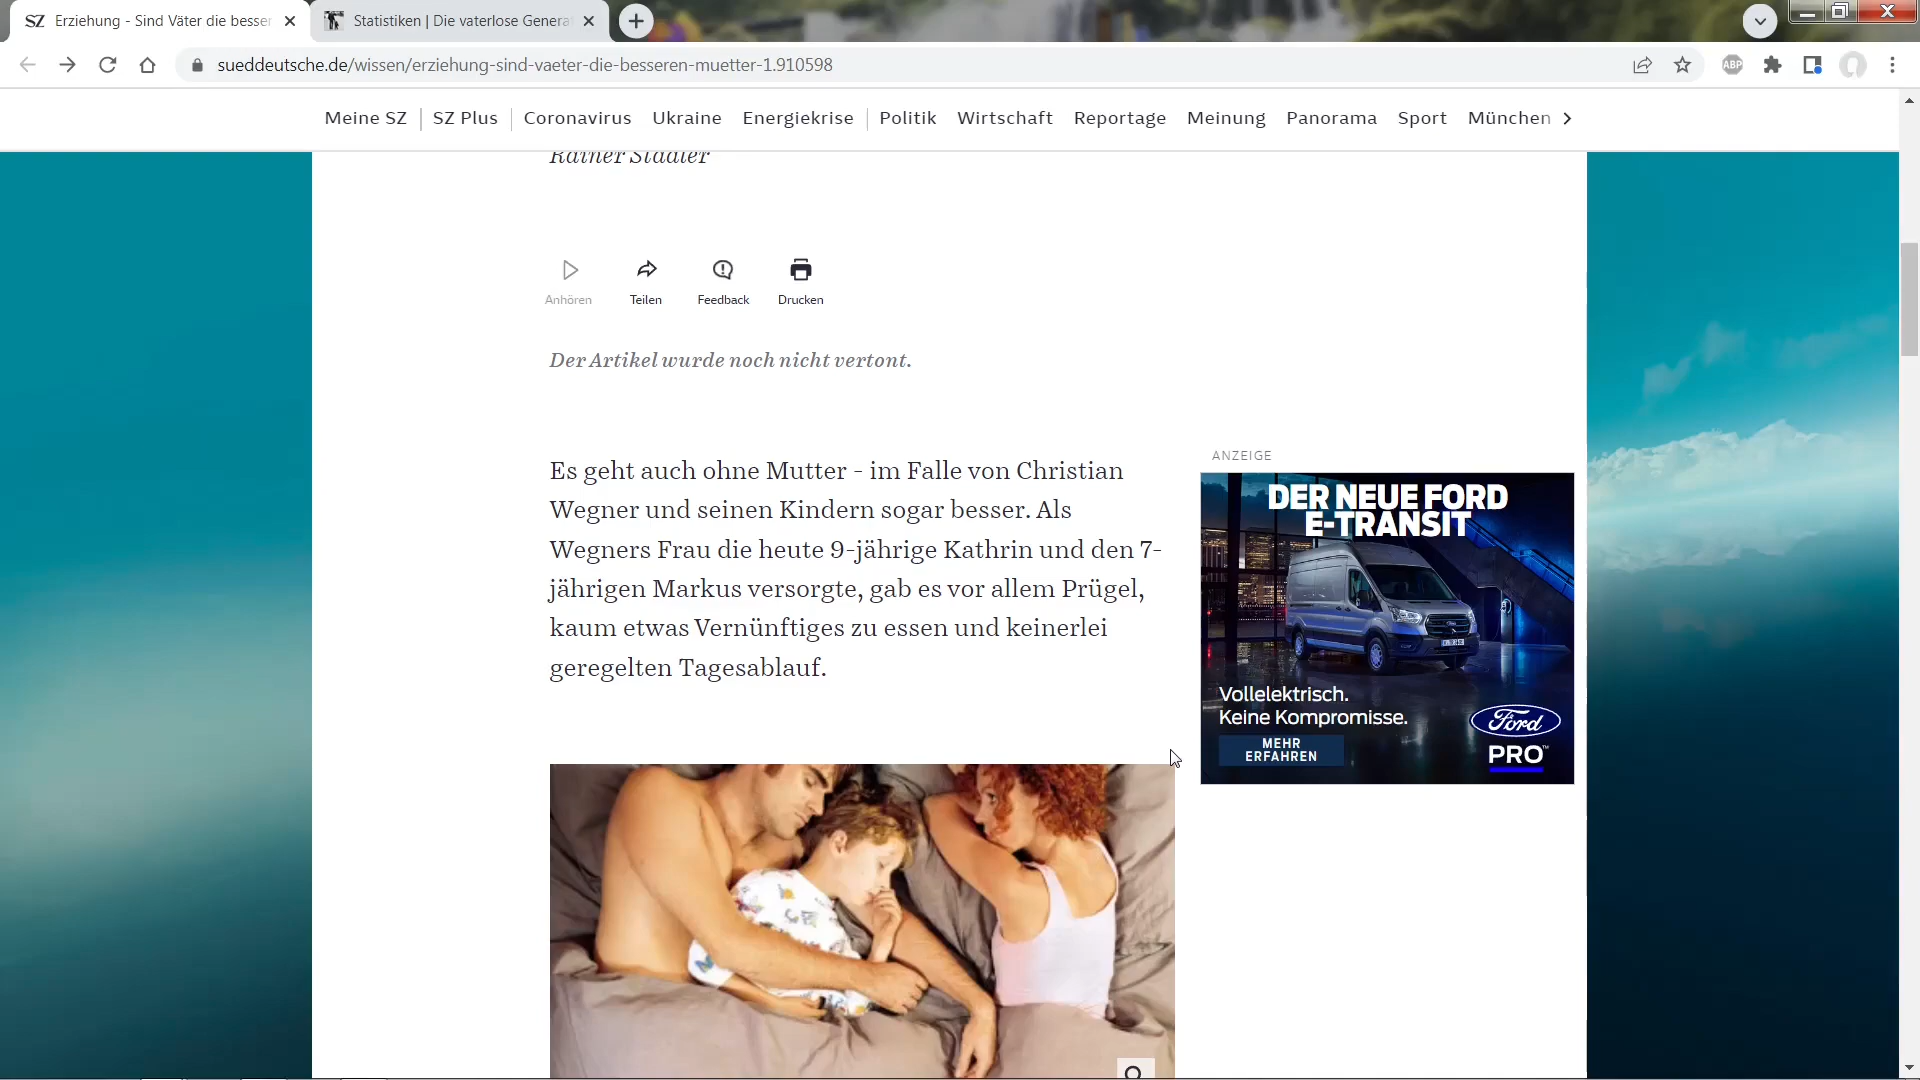 SZ Erziehung - Sind Väter die besser
Statistiken | Die vaterlose Genera
sueddeutsche.de/wissen/erziehung-sind-vaeter-die-besseren-muetter-1.910598
ABP
Meine SZ
SZ Plus
Coronavirus
Ukraine
Energiekrise
Politik
Wirtschaft
Reportage
Meinung
Panorama
Sport
München
Rainer Stadler
Anhören
Teilen
Feedback
Drucken
Der Artikel wurde noch nicht vertont.
Es geht auch ohne Mutter - im Falle von Christian
Wegner und seinen Kindern sogar besser. Als
Wegners Frau die heute 9-jährige Kathrin und den 7-
jährigen Markus versorgte, gab es vor allem Prügel,
kaum etwas Vernünftiges zu essen und keinerlei
geregelten Tagesablauf.
ANZEIGE
DER NEUE FORD
E-TRANSIT
Vollelektrisch.
Keine Kompromisse.
MEHR
ERFAHREN
Ford
PRO™